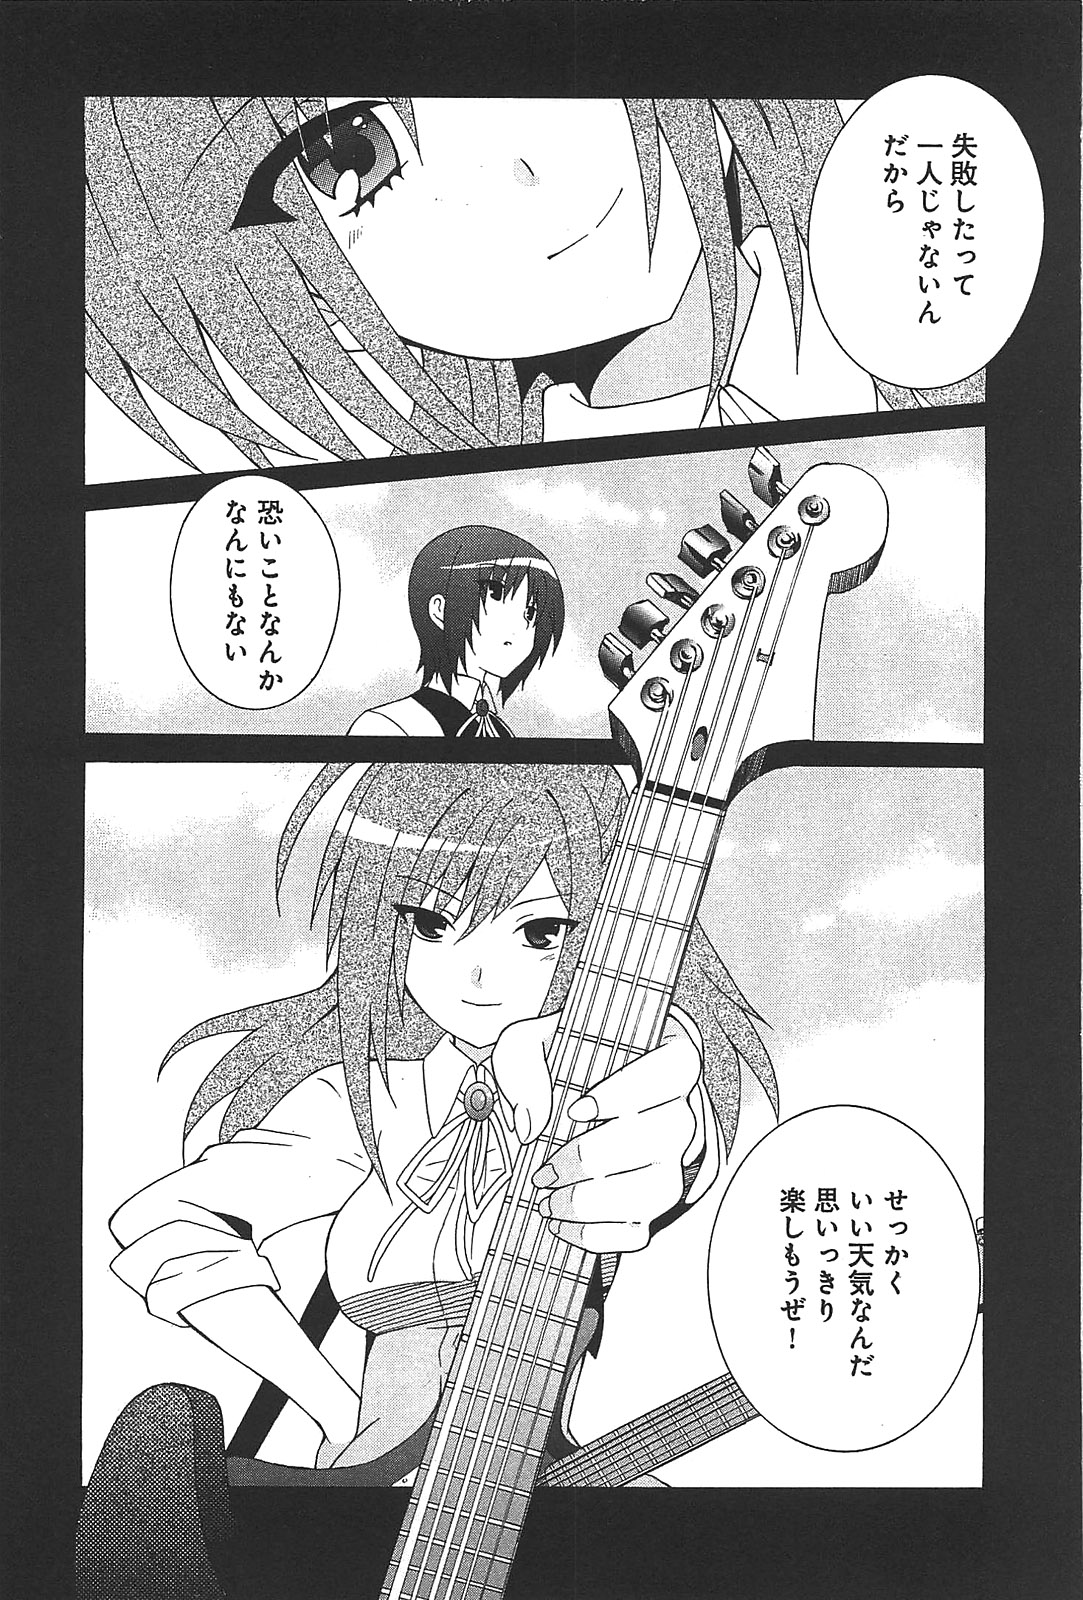 失敗したって
一人じゃないん
だから
恐いことなんか
なんにもない
せっかく
いい天気なんだ
思いっきり
楽しもうぜ！